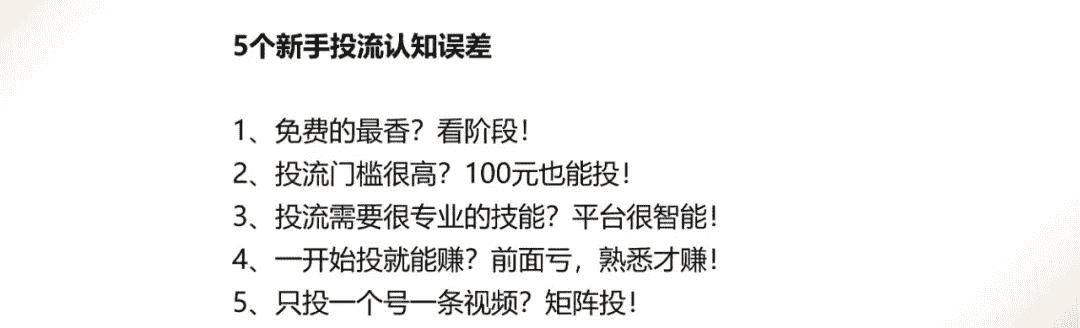 5个新手投流认知误差
1、免费的最香？看阶段！
2、投流门槛很高？100元也能投！
3、投流需要很专业的技能？平台很智能！
4、一开始投就能赚？前面亏，熟悉才赚！
5、只投一个号一条视频？矩阵投！